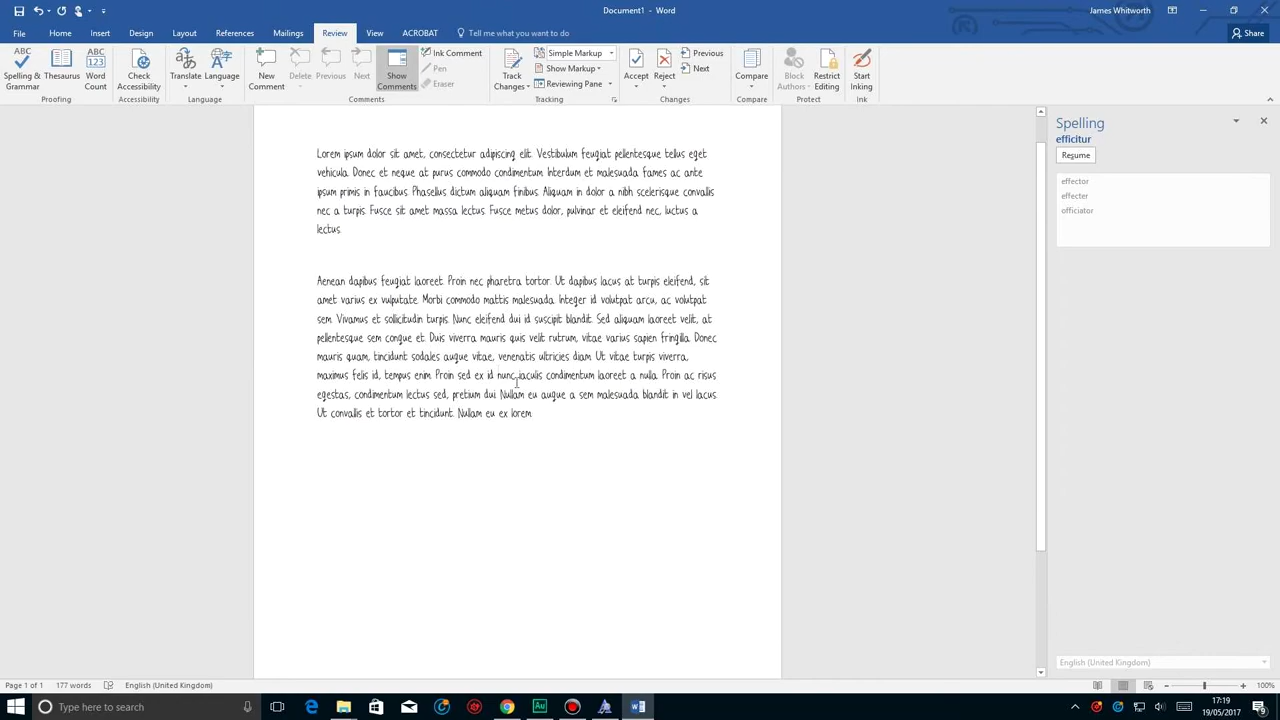 Document1 - Word
James Whitworth
File Home Insert Draw Design Layout References Mailings Review View ACROBAT Tell me what you want to do Share
ABC
Spelling & Grammar
Thesaurus
ABC 123
Word Count
Check Accessibility
Translate
Language
New Comment
Delete
Previous
Next
Show Comments
Ink Comment
Pen
Eraser
Track Changes
Simple Markup
Show Markup
Reviewing Pane
Accept
Reject
Previous
Next
Compare
Block Authors
Restrict Editing
Start Inking
Proofing Accessibility Language Comments Tracking Changes Compare Protect Ink
Lorem ipsum dolor sit amet, consectetur adipiscing elit. Vestibulum feugiat pellentesque tellus eget
vehicula. Donec et neque at purus commodo condimentum. Interdum et malesuada fames ac ante
ipsum primis in faucibus. Phasellus dictum aliquam finibus. Aliquam in dolor a nibh scelerisque convallis
nec a turpis. Fusce sit amet massa lectus. Fusce metus dolor, pulvinar et eleifend nec, luctus a
lectus.
Aenean dapibus feugiat laoreet. Proin nec pharetra tortor. Ut dapibus lacus at turpis eleifend, sit
amet varius ex vulputate. Morbi commodo mattis malesuada. Integer id volutpat arcu, ac volutpat
sem. Vivamus et sollicitudin turpis. Nunc eleifend dui id suscipit blandit. Sed aliquam laoreet velit, at
pellentesque sem congue et. Duis viverra mauris quis velit rutrum, vitae varius sapien fringilla. Donec
mauris quam, tincidunt sodales augue vitae, venenatis ultricies diam. Ut vitae turpis viverra,
maximus felis id, tempus enim. Proin sed ex id nunc iaculis condimentum laoreet a nulla. Proin ac risus
egestas, condimentum lectus sed, pretium dui. Nullam eu augue a sem malesuada blandit in vel lacus.
Ut convallis et tortor et tincidunt. Nullam eu ex lorem.
Spelling
efficitur
Resume
effector
effecter
officiator
English (United Kingdom)
Page 1 of 1 177 words English (United Kingdom) 100%
Type here to search
Au
17:19
19/05/2017